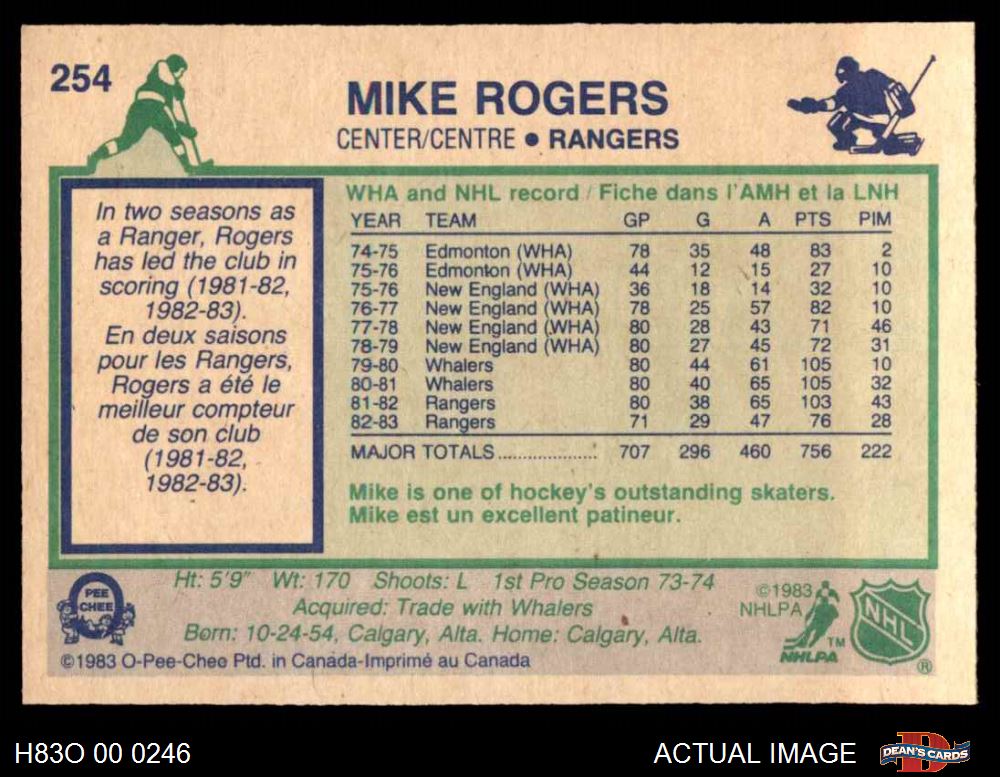 254
MIKE ROGERS
CENTER/CENTRE • RANGERS
In two seasons as
a Ranger, Rogers
has led the club in
scoring (1981-82,
1982-83).
En deux saisons
pour les Rangers,
Rogers a été le
meilleur compteur
de son club
(1981-82,
1982-83).
WHA and NHL record / Fiche dans l'AMH et la LNH
YEAR TEAM GP G A PTS PIM
74-75 Edmonton (WHA) 78 35 48 83 2
75-76 Edmonton (WHA) 44 12 15 27 10
75-76 New England (WHA) 36 18 14 32 10
76-77 New England (WHA) 78 25 57 82 10
77-78 New England (WHA) 80 28 43 71 46
78-79 New England (WHA) 80 27 45 72 31
79-80 Whalers 80 44 61 105 10
80-81 Whalers 80 40 65 105 32
81-82 Rangers 80 38 65 103 43
82-83 Rangers 71 29 47 76 28
MAJOR TOTALS.................. 707 296 460 756 222
Mike is one of hockey's outstanding skaters.
Mike est un excellent patineur.
PEE
CHEE
Ht: 5'9" Wt: 170 Shoots: L 1st Pro Season 73-74
Acquired: Trade with Whalers
Born: 10-24-54, Calgary, Alta. Home: Calgary, Alta.
©1983 O-Pee-Chee Ptd. in Canada-Imprimé au Canada
©1983
NHLPA
TM
NHLPA
NHL
®
H83O 00 0246
ACTUAL IMAGE
DEAN'S CARDS